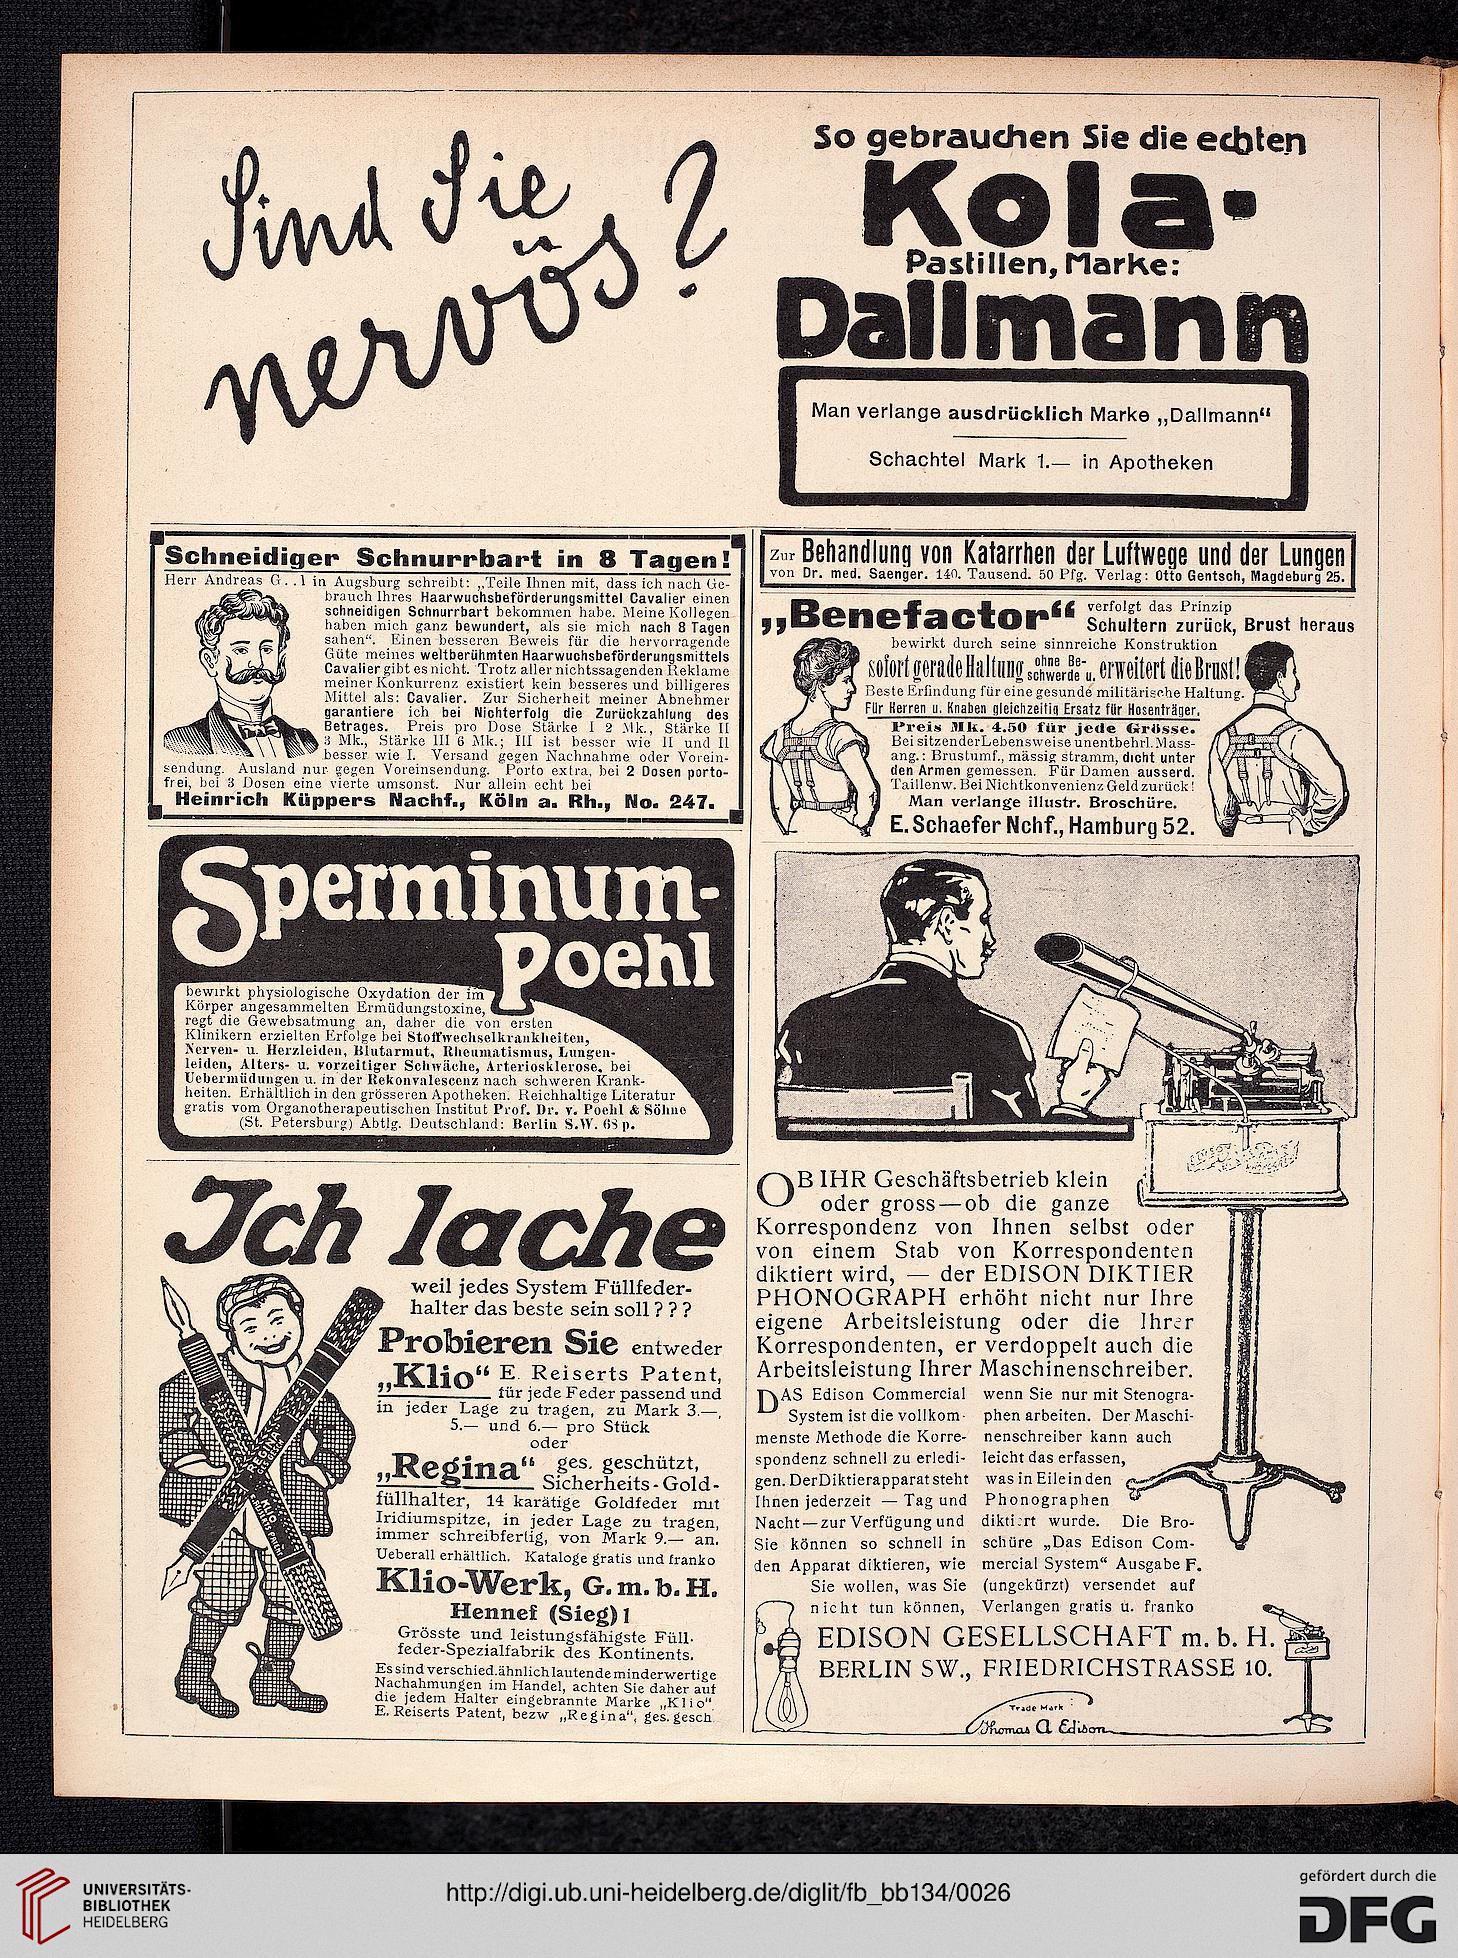 Sind Sie
nervös?
So gebrauchen Sie die echten
Kola-
Pastillen, Marke:
Dallmann
Man verlange ausdrücklich Marke „Dallmann“
Schachtel Mark 1.— in Apotheken
Schneidiger Schnurrbart in 8 Tagen!
Herr Andreas G...l in Augsburg schreibt: „Teile Ihnen mit, dass ich nach Ge-
brauch Ihres Haarwuchsbeförderungsmittel Cavalier einen
schneidigen Schnurrbart bekommen habe. Meine Kollegen
haben mich ganz bewundert, als sie mich nach 8 Tagen
sahen“. Einen besseren Beweis für die hervorragende
Güte meines weltberühmten Haarwuchsbeförderungsmittels
Cavalier gibt es nicht. Trotz aller nichtssagenden Reklame
meiner Konkurrenz existiert kein besseres und billigeres
Mittel als: Cavalier. Zur Sicherheit meiner Abnehmer
garantiere ich bei Nichterfolg die Zurückzahlung des
Betrages. Preis pro Dose Stärke I 2 Mk., Stärke II
3 Mk., Stärke III 6 Mk.; III ist besser wie II und II
besser wie I. Versand gegen Nachnahme oder Vorein-
sendung. Ausland nur gegen Voreinsendung. Porto extra, bei 2 Dosen porto-
frei, bei 3 Dosen eine vierte umsonst. Nur allein echt bei
Heinrich Küppers Nachf., Köln a. Rh., No. 247.
Zur Behandlung von Katarrhen der Luftwege und der Lungen
von Dr. med. Saenger. 140. Tausend. 50 Pfg. Verlag: Otto Gentsch, Magdeburg 25.
„Benefactor“ verfolgt das Prinzip
Schultern zurück, Brust heraus
bewirkt durch seine sinnreiche Konstruktion
sofort gerade Haltung ohne Be-
schwerde u. erweitert die Brust!
Beste Erfindung für eine gesunde militärische Haltung.
Für Herren u. Knaben gleichzeitig Ersatz für Hosenträger.
Preis Mk. 4.50 für jede Grösse.
Bei sitzender Lebensweise unentbehrl. Mass-
ang.: Brustumf., mässig stramm, dicht unter
den Armen gemessen. Für Damen ausserd.
Taillenw. Bei Nichtkonvenienz Geld zurück!
Man verlange illustr. Broschüre.
E. Schaefer Nchf., Hamburg 52.
Sperminum-
Poehl
bewirkt physiologische Oxydation der im
Körper angesammelten Ermüdungstoxine,
regt die Gewebsatmung an, daher die von ersten
Klinikern erzielten Erfolge bei Stoffwechselkrankheiten,
Nerven- u. Herzleiden, Blutarmut, Rheumatismus, Lungen-
leiden, Alters- u. vorzeitiger Schwäche, Arteriosklerose, bei
Uebermüdungen u. in der Rekonvalescenz nach schweren Krank-
heiten. Erhältlich in den grösseren Apotheken. Reichhaltige Literatur
gratis vom Organotherapeutischen Institut Prof. Dr. v. Poehl & Söhne
(St. Petersburg) Abtlg. Deutschland: Berlin S.W. 68 p.
Ich lache
weil jedes System Füllfeder-
halter das beste sein soll???
Probieren Sie entweder
„Klio“ E. Reiserts Patent,
für jede Feder passend und
in jeder Lage zu tragen, zu Mark 3.—,
5.— und 6.— pro Stück
oder
„Regina“ ges. geschützt,
Sicherheits-Gold-
füllhalter, 14 karätige Goldfeder mit
Iridiumspitze, in jeder Lage zu tragen,
immer schreibfertig, von Mark 9.— an.
Ueberall erhältlich. Kataloge gratis und franko
Klio-Werk, G. m. b. H.
Hennef (Sieg) 1
Grösste und leistungsfähigste Füll-
feder-Spezialfabrik des Kontinents.
Es sind verschied. ähnlich lautende minderwertige
Nachahmungen im Handel, achten Sie daher auf
die jedem Halter eingebrannte Marke „Klio“
E. Reiserts Patent, bezw „Regina“, ges. gesch.
OB IHR Geschäftsbetrieb klein
oder gross—ob die ganze
Korrespondenz von Ihnen selbst oder
von einem Stab von Korrespondenten
diktiert wird, — der EDISON DIKTIER
PHONOGRAPH erhöht nicht nur Ihre
eigene Arbeitsleistung oder die Ihrer
Korrespondenten, er verdoppelt auch die
Arbeitsleistung Ihrer Maschinenschreiber.
DAS Edison Commercial
System ist die vollkom-
menste Methode die Korre-
spondenz schnell zu erledi-
gen. Der Diktierapparat steht
Ihnen jederzeit — Tag und
Nacht—zur Verfügung und
Sie können so schnell in
den Apparat diktieren, wie
Sie wollen, was Sie
nicht tun können,
wenn Sie nur mit Stenogra-
phen arbeiten. Der Maschi-
nenschreiber kann auch
leicht das erfassen,
was in Eile in den
Phonographen
diktiert wurde. Die Bro-
schüre „Das Edison Com-
mercial System“ Ausgabe F.
(ungekürzt) versendet auf
Verlangen gratis u. franko
EDISON GESELLSCHAFT m. b. H.
BERLIN SW., FRIEDRICHSTRASSE 10.
Trade Mark
Thomas A Edison
UNIVERSITÄTS-
BIBLIOTHEK
HEIDELBERG
http://digi.ub.uni-heidelberg.de/diglit/fb_bb134/0026
gefördert durch die
DFG